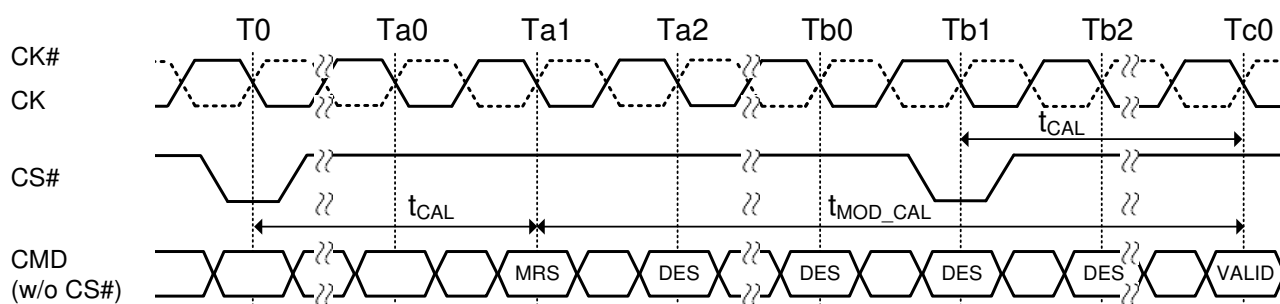 T0 Ta0 Ta1 Ta2 Tb0 Tb1 Tb2 Tc0
CK#
CK
tCAL
CS#
tCAL tMOD_CAL
CMD
(w/o CS#)
MRS DES DES DES DES VALID